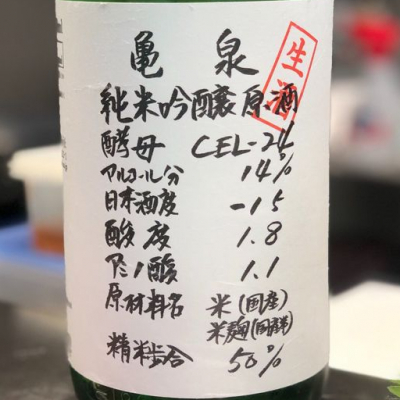 亀泉
生酒
純米吟醸原酒
酵母 CEL-24
アルコール分 14%
日本酒度 -15
酸度 1.8
アミノ酸 1.1
原材料名 米(国産)
米麹(国産米)
精米歩合 50%